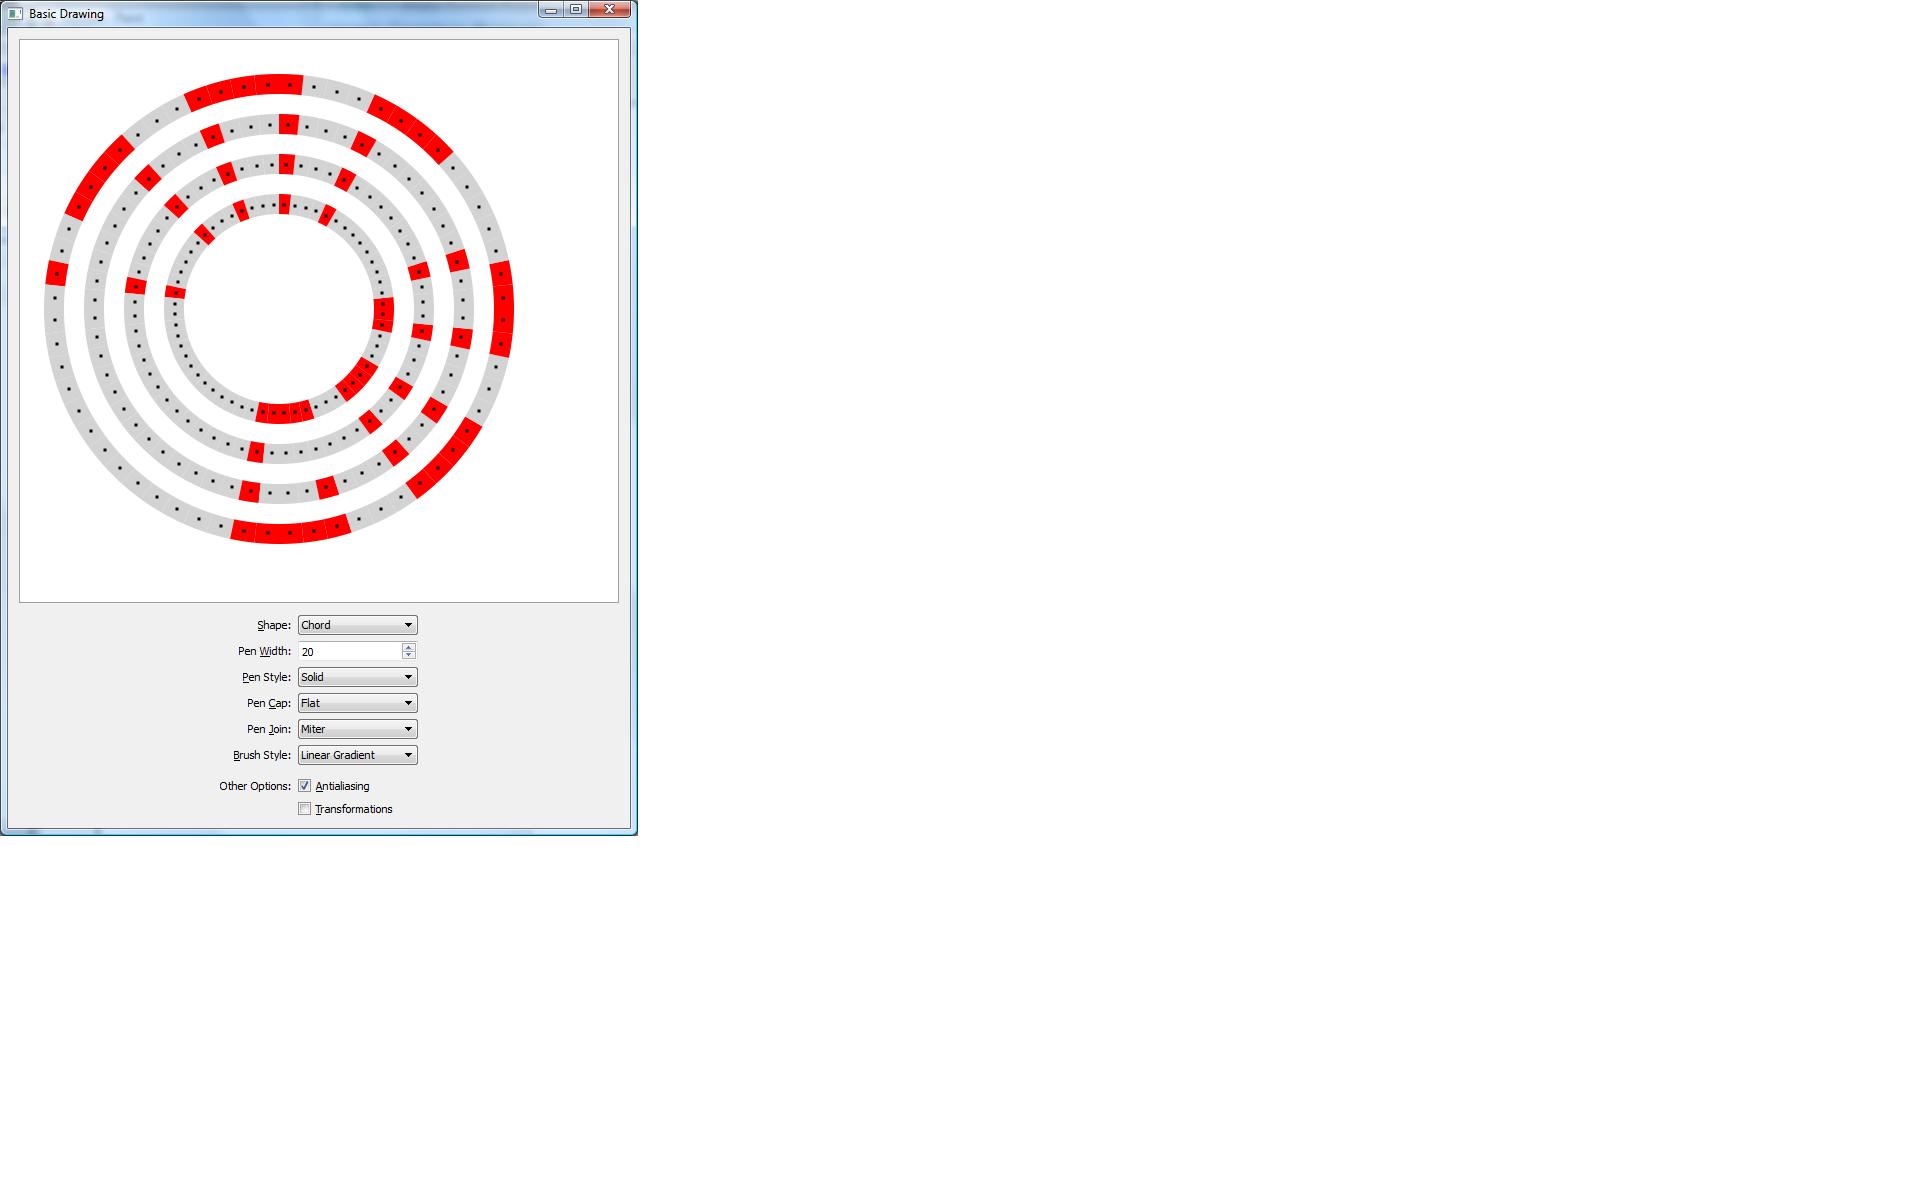 Basic Drawing
Shape: Chord
Pen Width: 20
Pen Style: Solid
Pen Cap: Flat
Pen Join: Miter
Brush Style: Linear Gradient
Other Options: Antialiasing
Transformations